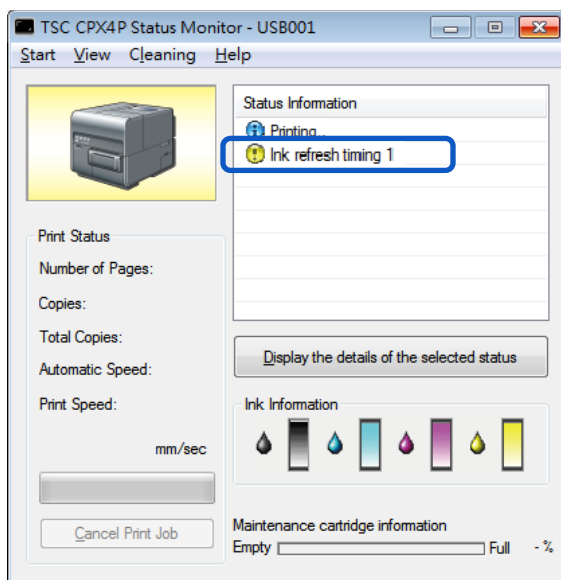 TSC CPX4P Status Monitor - USB001
Start View Cleaning Help
Status Information
Printing...
Ink refresh timing 1
Print Status
Number of Pages:
Copies:
Total Copies:
Automatic Speed:
Print Speed:
mm/sec
Cancel Print Job
Display the details of the selected status
Ink Information
Maintenance cartridge information
Empty Full - %